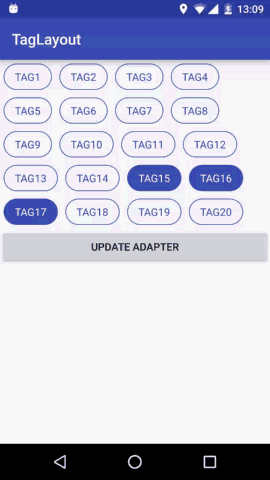 13:09
TagLayout
TAG1 TAG2 TAG3 TAG4
TAG5 TAG6 TAG7 TAG8
TAG9 TAG10 TAG11 TAG12
TAG13 TAG14 TAG15 TAG16
TAG17 TAG18 TAG19 TAG20
UPDATE ADAPTER